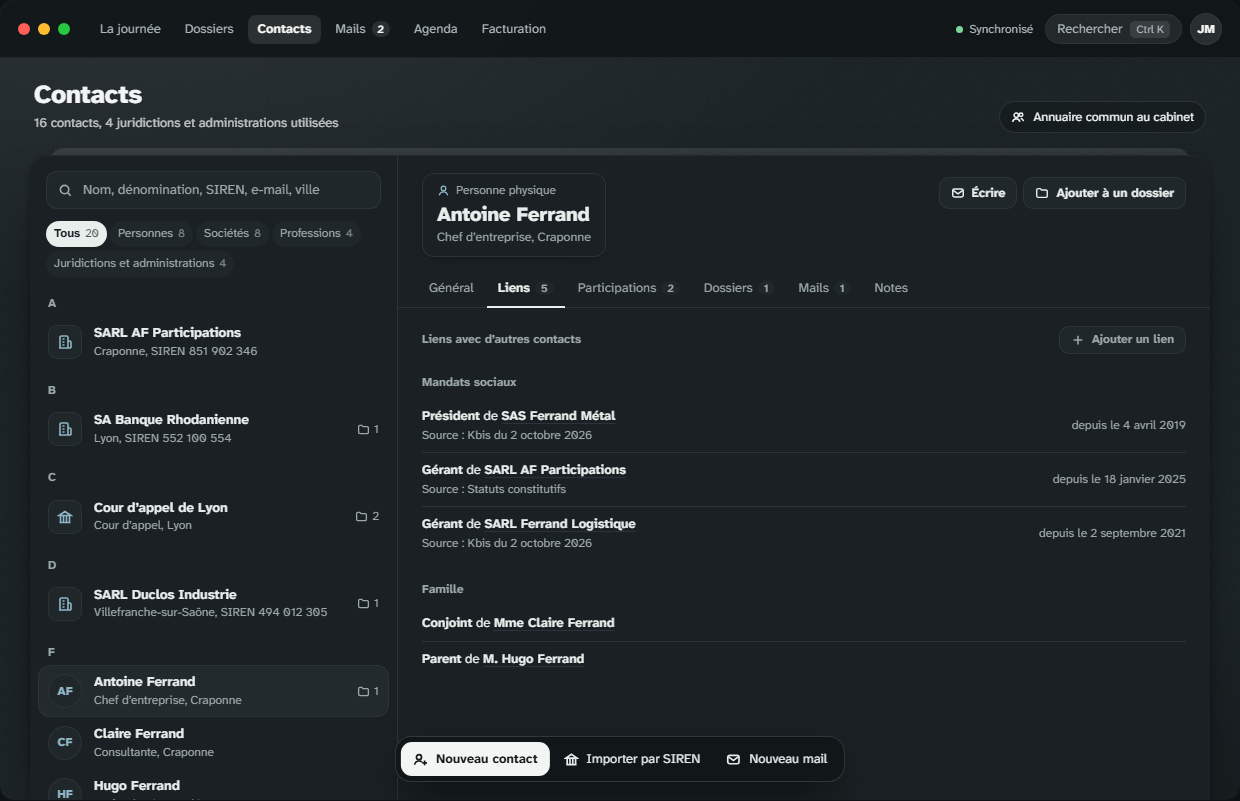 La journée Dossiers Contacts Mails 2 Agenda Facturation Synchronisé Rechercher Ctrl K JM
Contacts
16 contacts, 4 juridictions et administrations utilisées
Annuaire commun au cabinet
Nom, dénomination, SIREN, e-mail, ville
Tous 20 Personnes 8 Sociétés 8 Professions 4
Juridictions et administrations 4
A
SARL AF Participations
Craponne, SIREN 851 902 346
B
SA Banque Rhodanienne
Lyon, SIREN 552 100 554
1
C
Cour d'appel de Lyon
Cour d'appel, Lyon
2
D
SARL Duclos Industrie
Villefranche-sur-Saône, SIREN 494 012 305
1
F
AF
Antoine Ferrand
Chef d'entreprise, Craponne
1
CF
Claire Ferrand
Consultante, Craponne
HF
Hugo Ferrand
Personne physique
Antoine Ferrand
Chef d'entreprise, Craponne
Écrire
Ajouter à un dossier
Général Liens 5 Participations 2 Dossiers 1 Mails 1 Notes
Liens avec d'autres contacts
Ajouter un lien
Mandats sociaux
Président de SAS Ferrand Métal
Source : Kbis du 2 octobre 2026
depuis le 4 avril 2019
Gérant de SARL AF Participations
Source : Statuts constitutifs
depuis le 18 janvier 2025
Gérant de SARL Ferrand Logistique
Source : Kbis du 2 octobre 2026
depuis le 2 septembre 2021
Famille
Conjoint de Mme Claire Ferrand
Parent de M. Hugo Ferrand
Nouveau contact Importer par SIREN Nouveau mail